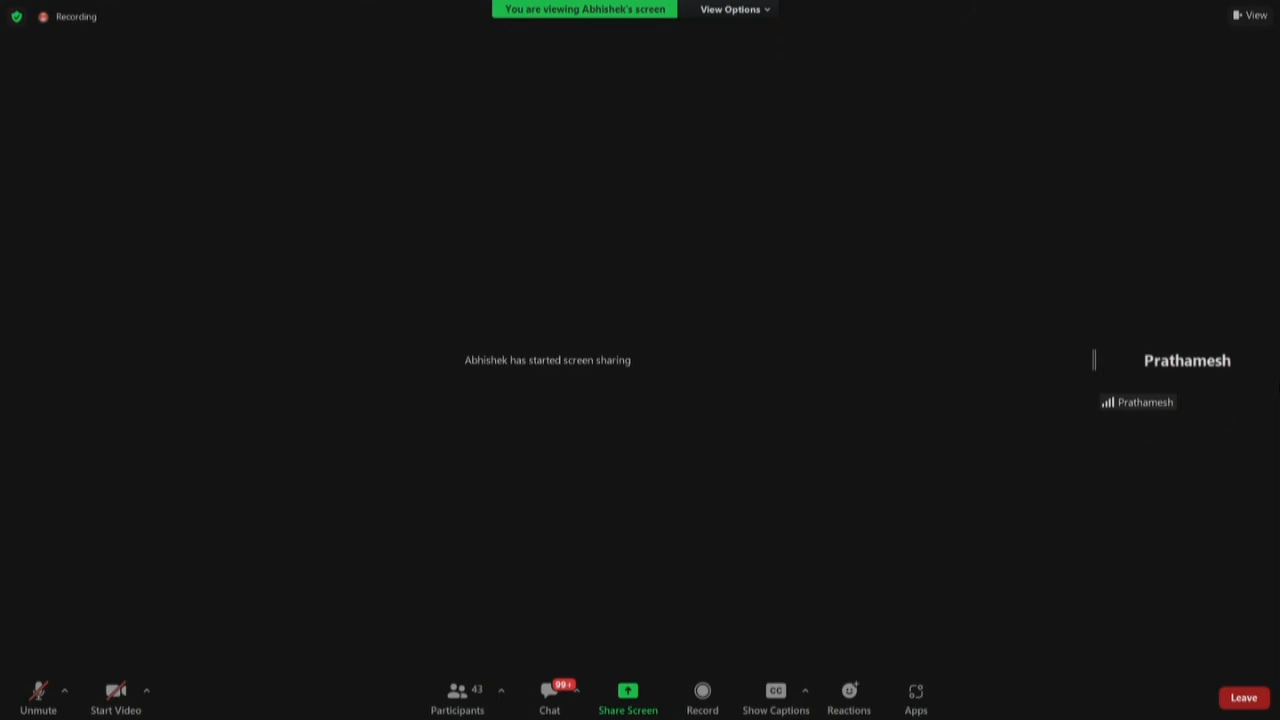 Recording
You are viewing Abhishek's screen
View Options
View
Abhishek has started screen sharing
Prathamesh
Prathamesh
Unmute
Start Video
43
Participants
99+
Chat
Share Screen
Record
CC
Show Captions
Reactions
Apps
Leave